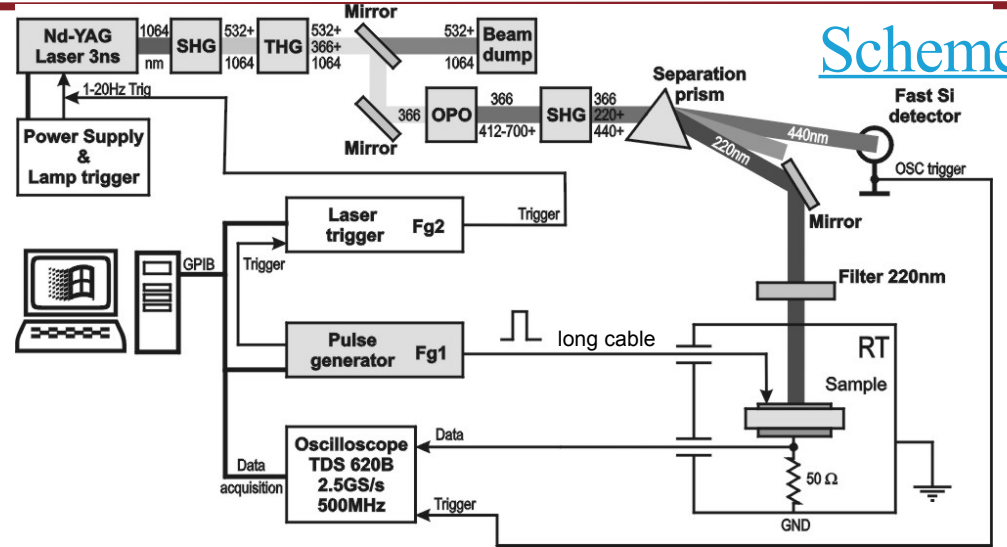 Scheme
Nd-YAG
Laser 3ns
1064
nm
SHG
532+
1064
THG
532+
366+
1064
Mirror
532+
1064
Beam
dump
1-20Hz Trig
Power Supply
&
Lamp trigger
Mirror
366
OPO
366
412-700+
SHG
366
220+
440+
Separation
prism
440nm
220nm
Fast Si
detector
OSC trigger
Mirror
Laser
trigger
Fg2
Trigger
GPIB
Trigger
Filter 220nm
Pulse
generator
Fg1
long cable
RT
Sample
Oscilloscope
TDS 620B
2.5GS/s
500MHz
Data
Data
acquisition
Trigger
50 Ω
GND